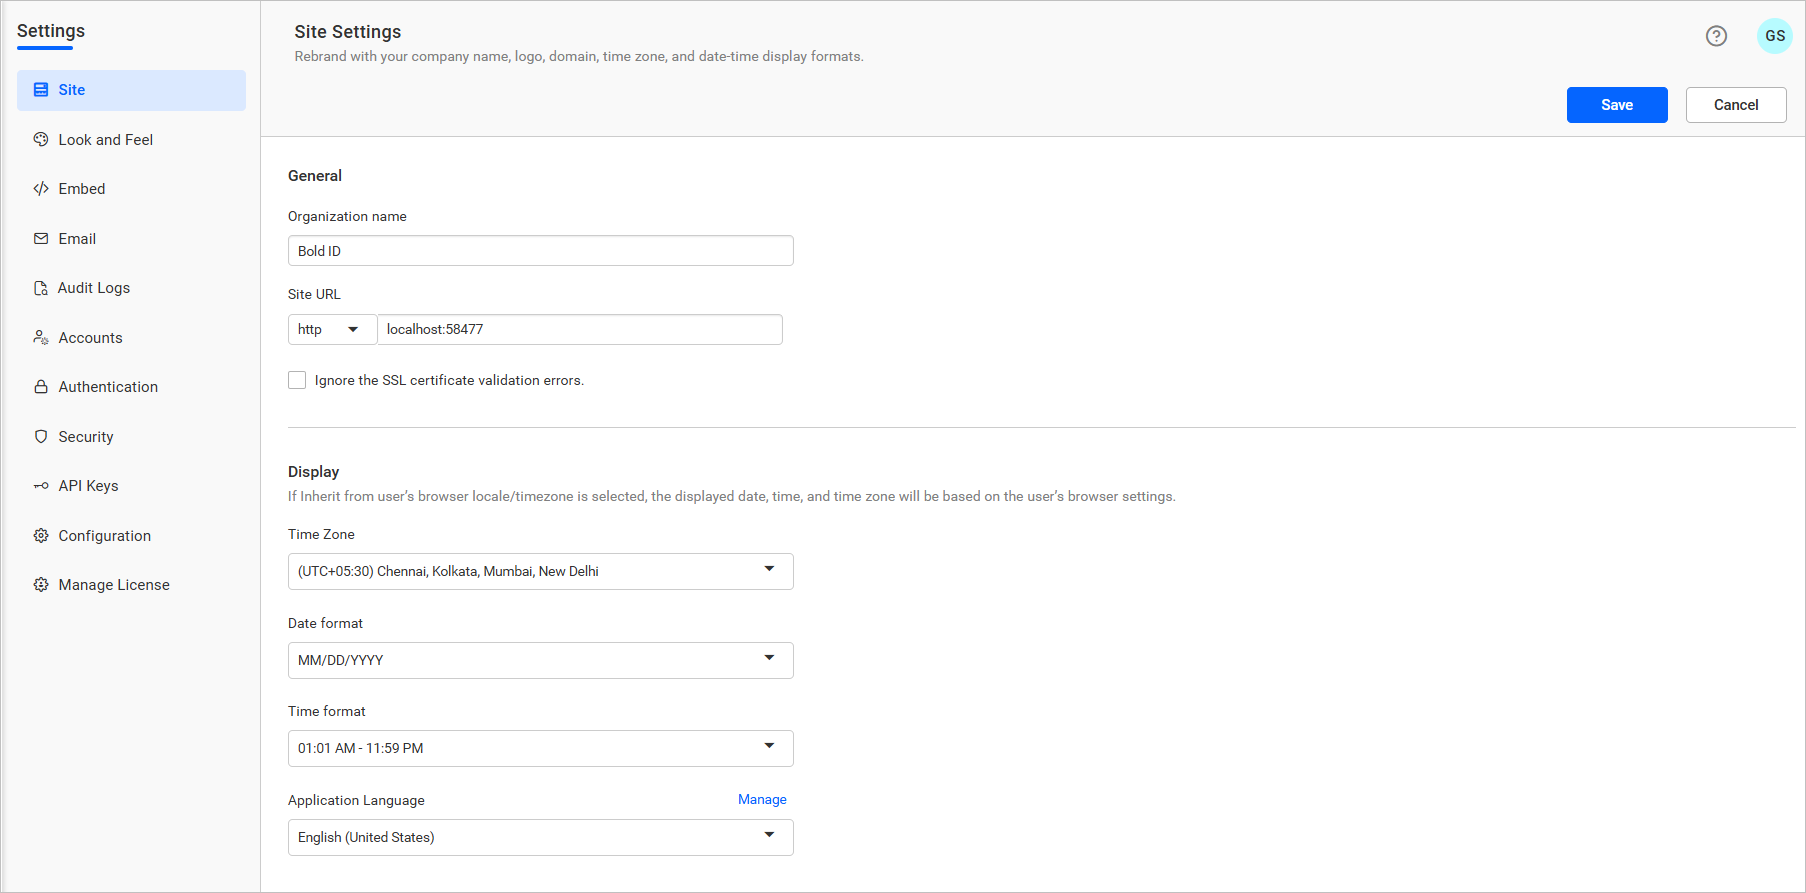 Settings
Site
Look and Feel
Embed
Email
Audit Logs
Accounts
Authentication
Security
API Keys
Configuration
Manage License
Site Settings
Rebrand with your company name, logo, domain, time zone, and date-time display formats.
GS
Save
Cancel
General
Organization name
Bold ID
Site URL
http
localhost:58477
Ignore the SSL certificate validation errors.
Display
If Inherit from user’s browser locale/timezone is selected, the displayed date, time, and time zone will be based on the user’s browser settings.
Time Zone
(UTC+05:30) Chennai, Kolkata, Mumbai, New Delhi
Date format
MM/DD/YYYY
Time format
01:01 AM - 11:59 PM
Application Language
Manage
English (United States)